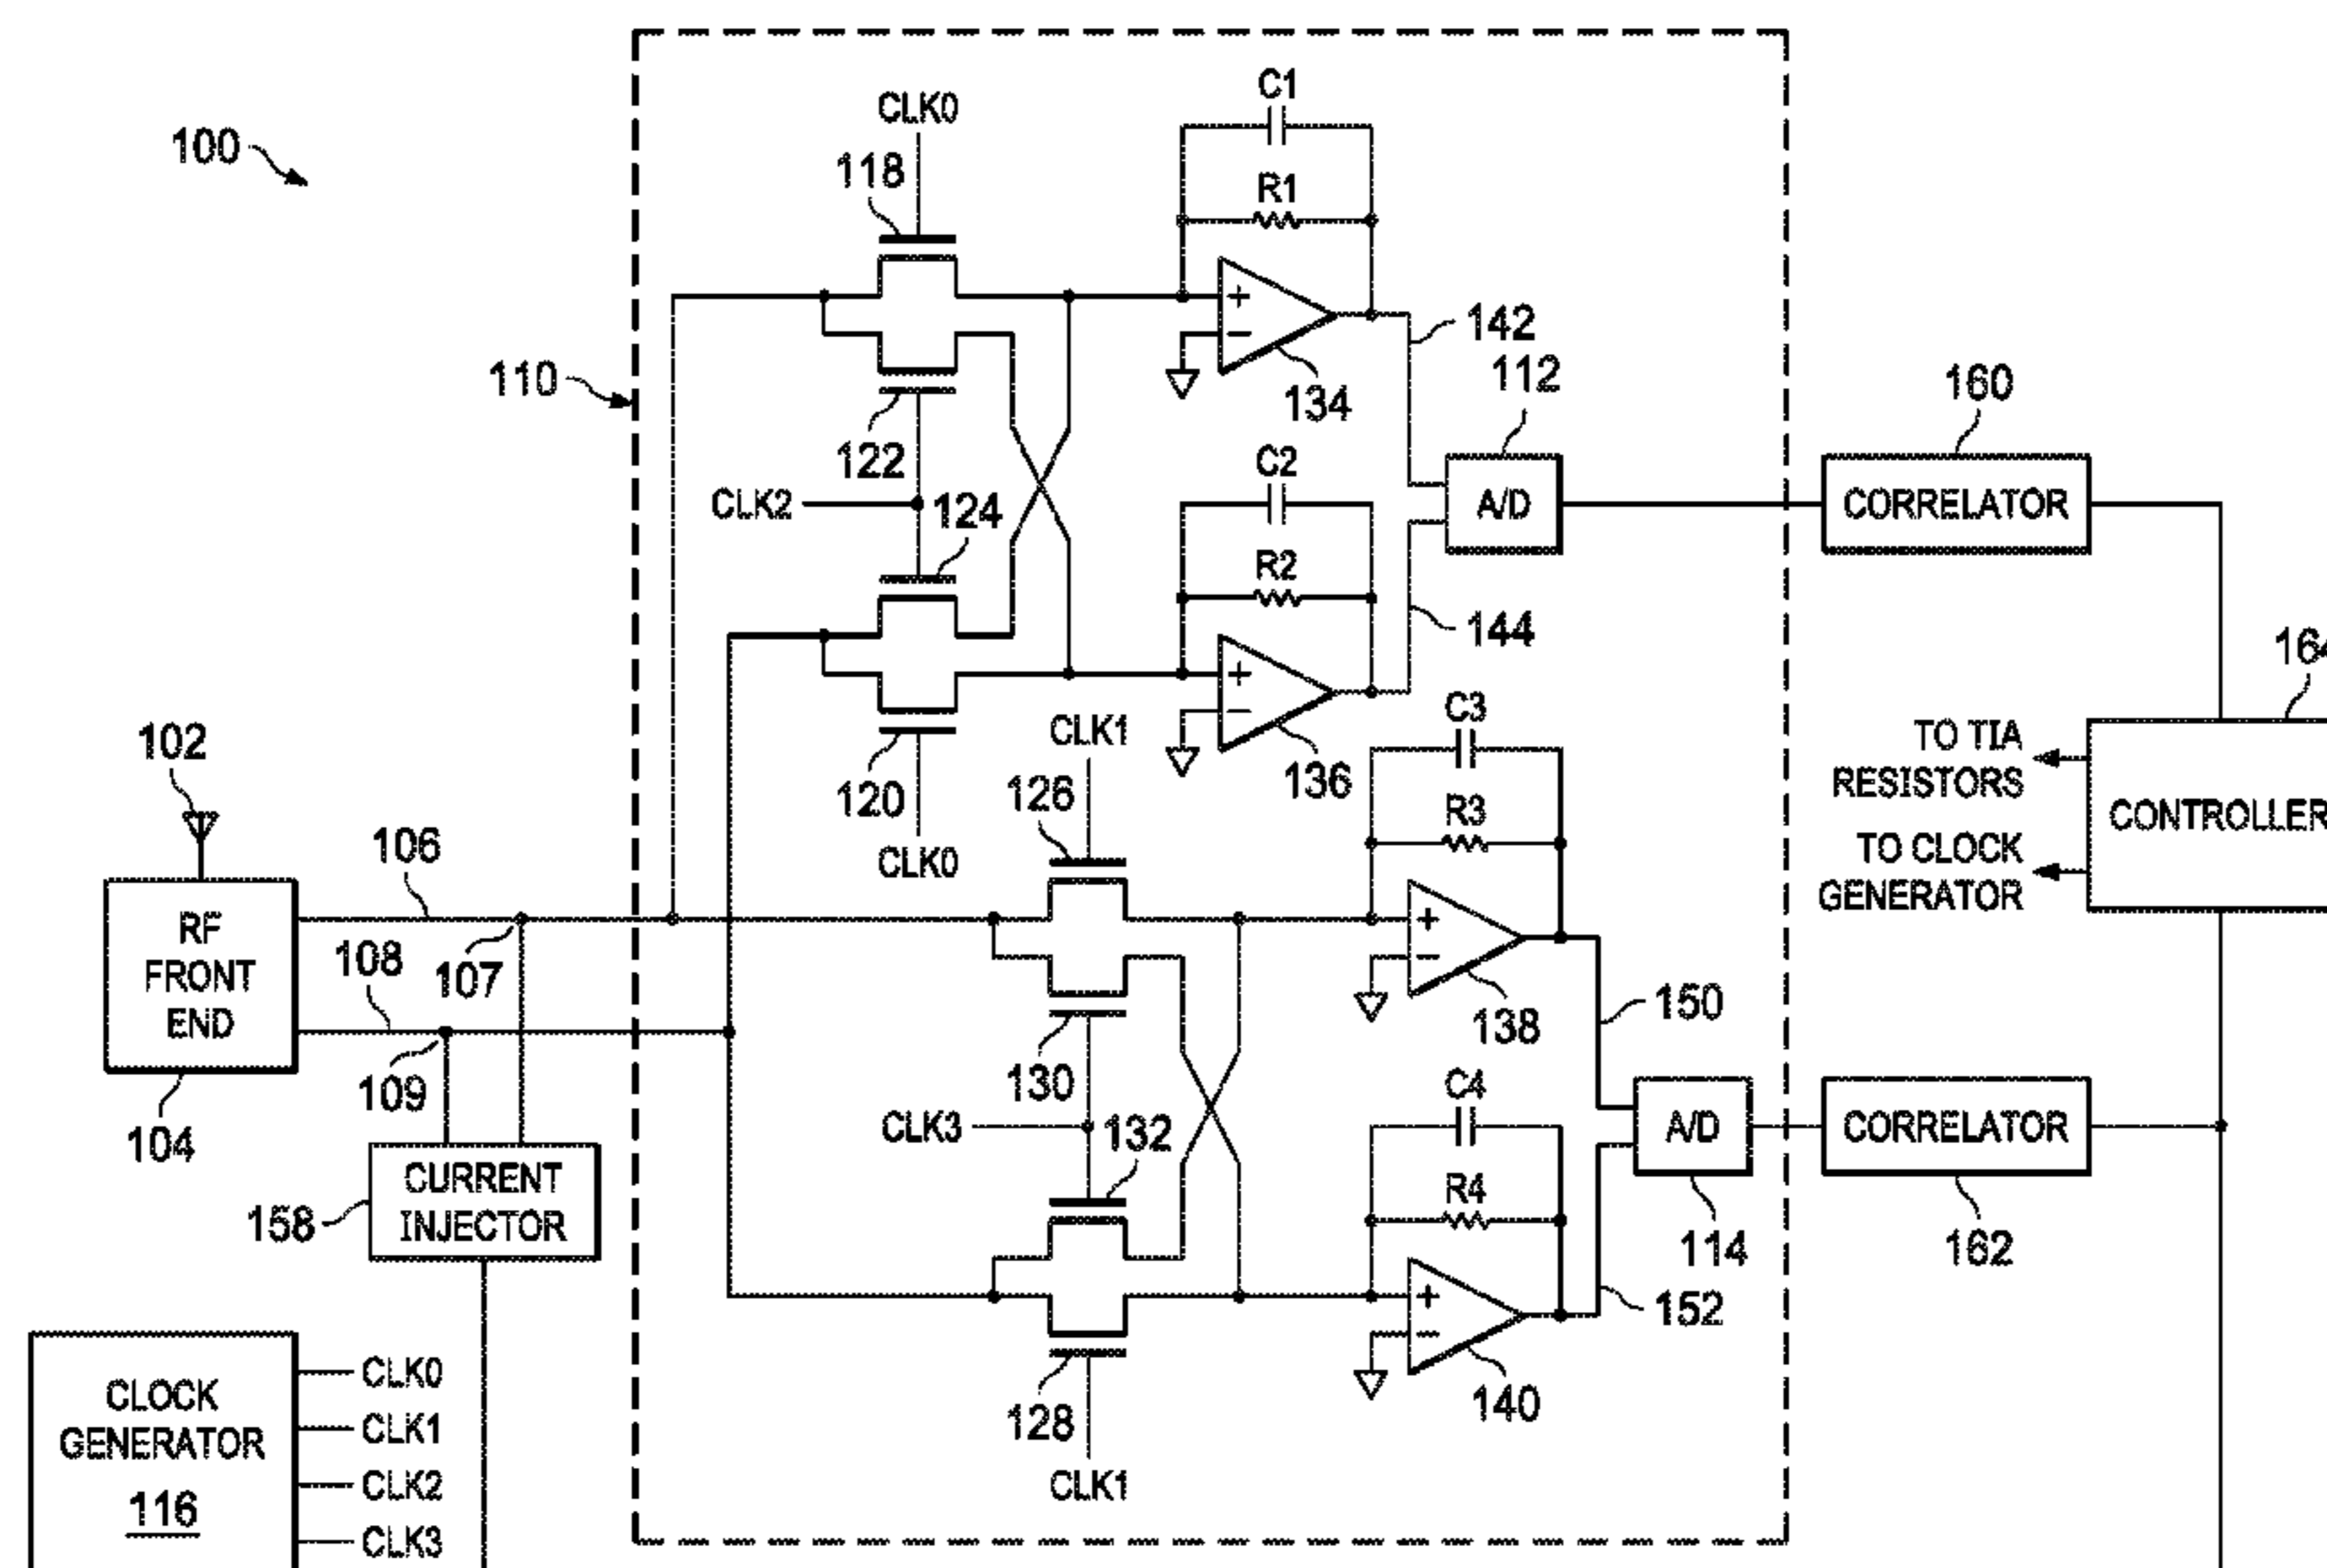 C1
CLK0
100
118
R1
+
−
142
110
134
112
160
122
C2
CLK2
124
A/D
CORRELATOR
R2
144
164
+
−
C3
102
CLK1
TO TIA
RESISTORS
136
126
120
R3
CONTROLLER
106
CLK0
TO CLOCK
GENERATOR
RF
FRONT
END
108
107
+
−
150
138
109
130
C4
104
CLK3
132
A/D
CORRELATOR
CURRENT
INJECTOR
158
R4
114
162
+
−
152
CLOCK
GENERATOR
116
CLK0
CLK1
CLK2
CLK3
128
140
CLK1